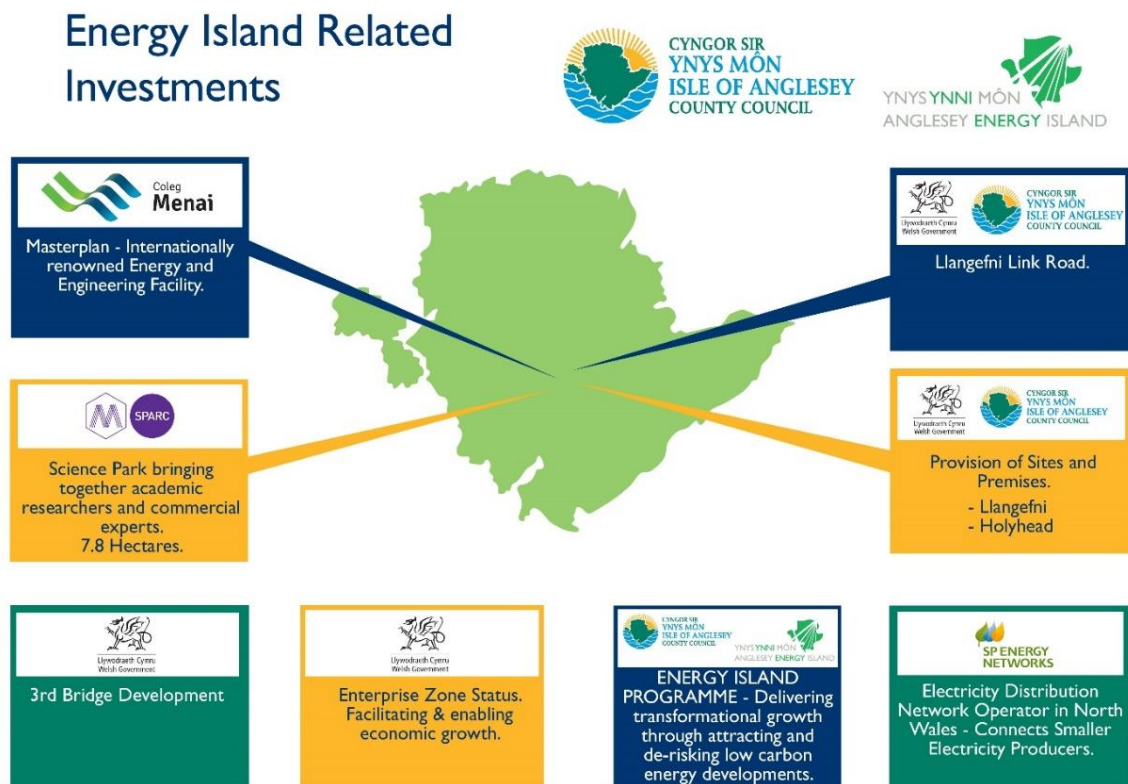 Energy Island Related
Investments
CYNGOR SIR
YNYS MÔN
ISLE OF ANGLESEY
COUNTY COUNCIL
YNYS YNNI MÔN
ANGLESEY ENERGY ISLAND
Coleg
Menai
Masterplan - Internationally
renowned Energy and
Engineering Facility.
Llywodraeth Cymru
Welsh Government
CYNGOR SIR
YNYS MÔN
ISLE OF ANGLESEY
COUNTY COUNCIL
Llangefni Link Road.
M SPARC
Science Park bringing
together academic
researchers and commercial
experts.
7.8 Hectares.
Llywodraeth Cymru
Welsh Government
CYNGOR SIR
YNYS MÔN
ISLE OF ANGLESEY
COUNTY COUNCIL
Provision of Sites and
Premises.
- Llangefni
- Holyhead
Llywodraeth Cymru
Welsh Government
3rd Bridge Development
Llywodraeth Cymru
Welsh Government
Enterprise Zone Status.
Facilitating & enabling
economic growth.
CYNGOR SIR
YNYS MÔN
ISLE OF ANGLESEY
COUNTY COUNCIL
YNYS YNNI MÔN
ANGLESEY ENERGY ISLAND
ENERGY ISLAND
PROGRAMME - Delivering
transformational growth
through attracting and
de-risking low carbon
energy developments.
SP ENERGY
NETWORKS
Electricity Distribution
Network Operator in North
Wales - Connects Smaller
Electricity Producers.